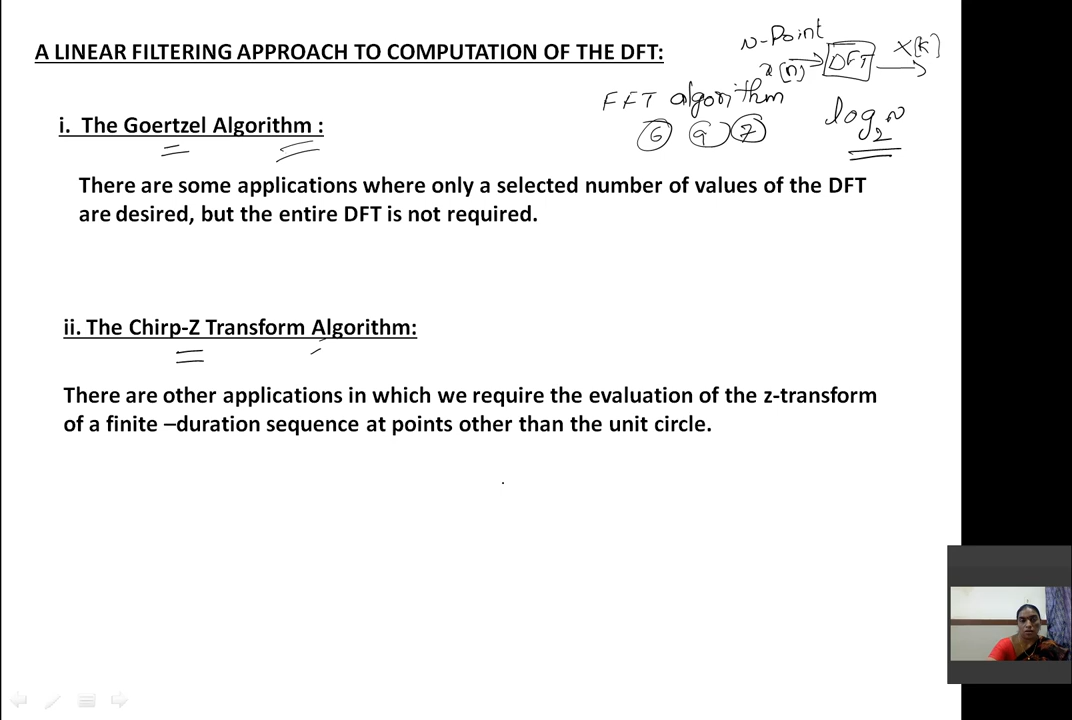 A LINEAR FILTERING APPROACH TO COMPUTATION OF THE DFT:
N-Point
x(n) DFT X(k)
FFT algorithm
log2N
6 9 7
i. The Goertzel Algorithm :
There are some applications where only a selected number of values of the DFT
are desired, but the entire DFT is not required.
ii. The Chirp-Z Transform Algorithm:
There are other applications in which we require the evaluation of the z-transform
of a finite –duration sequence at points other than the unit circle.